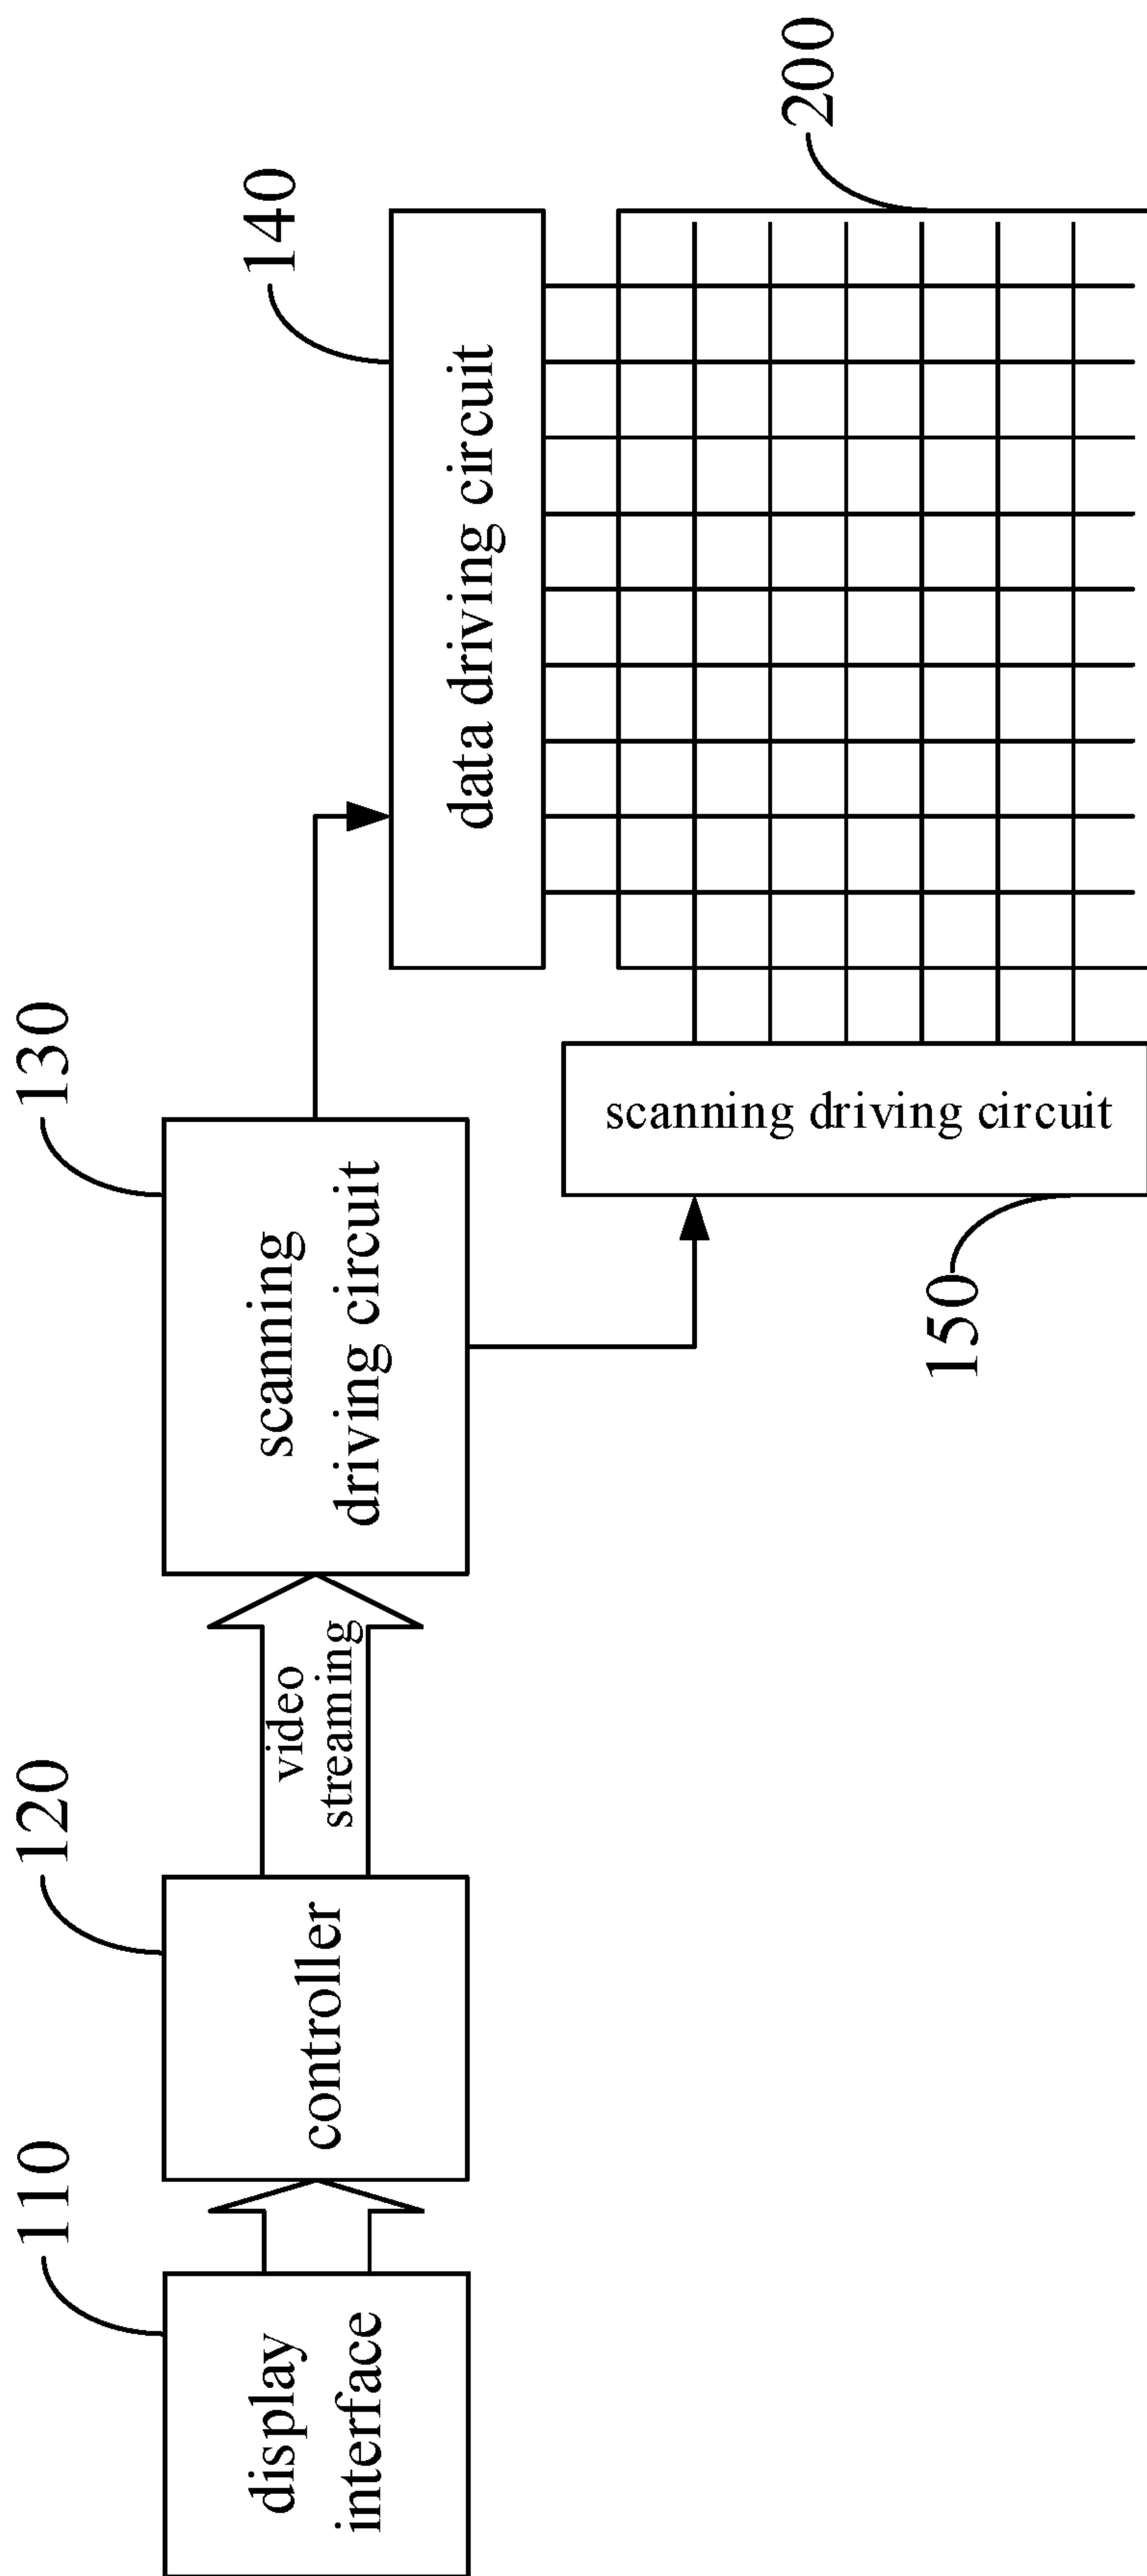 110
120
130
140
200
display
interface
controller
video
streaming
scanning
driving circuit
data driving circuit
scanning driving circuit
150